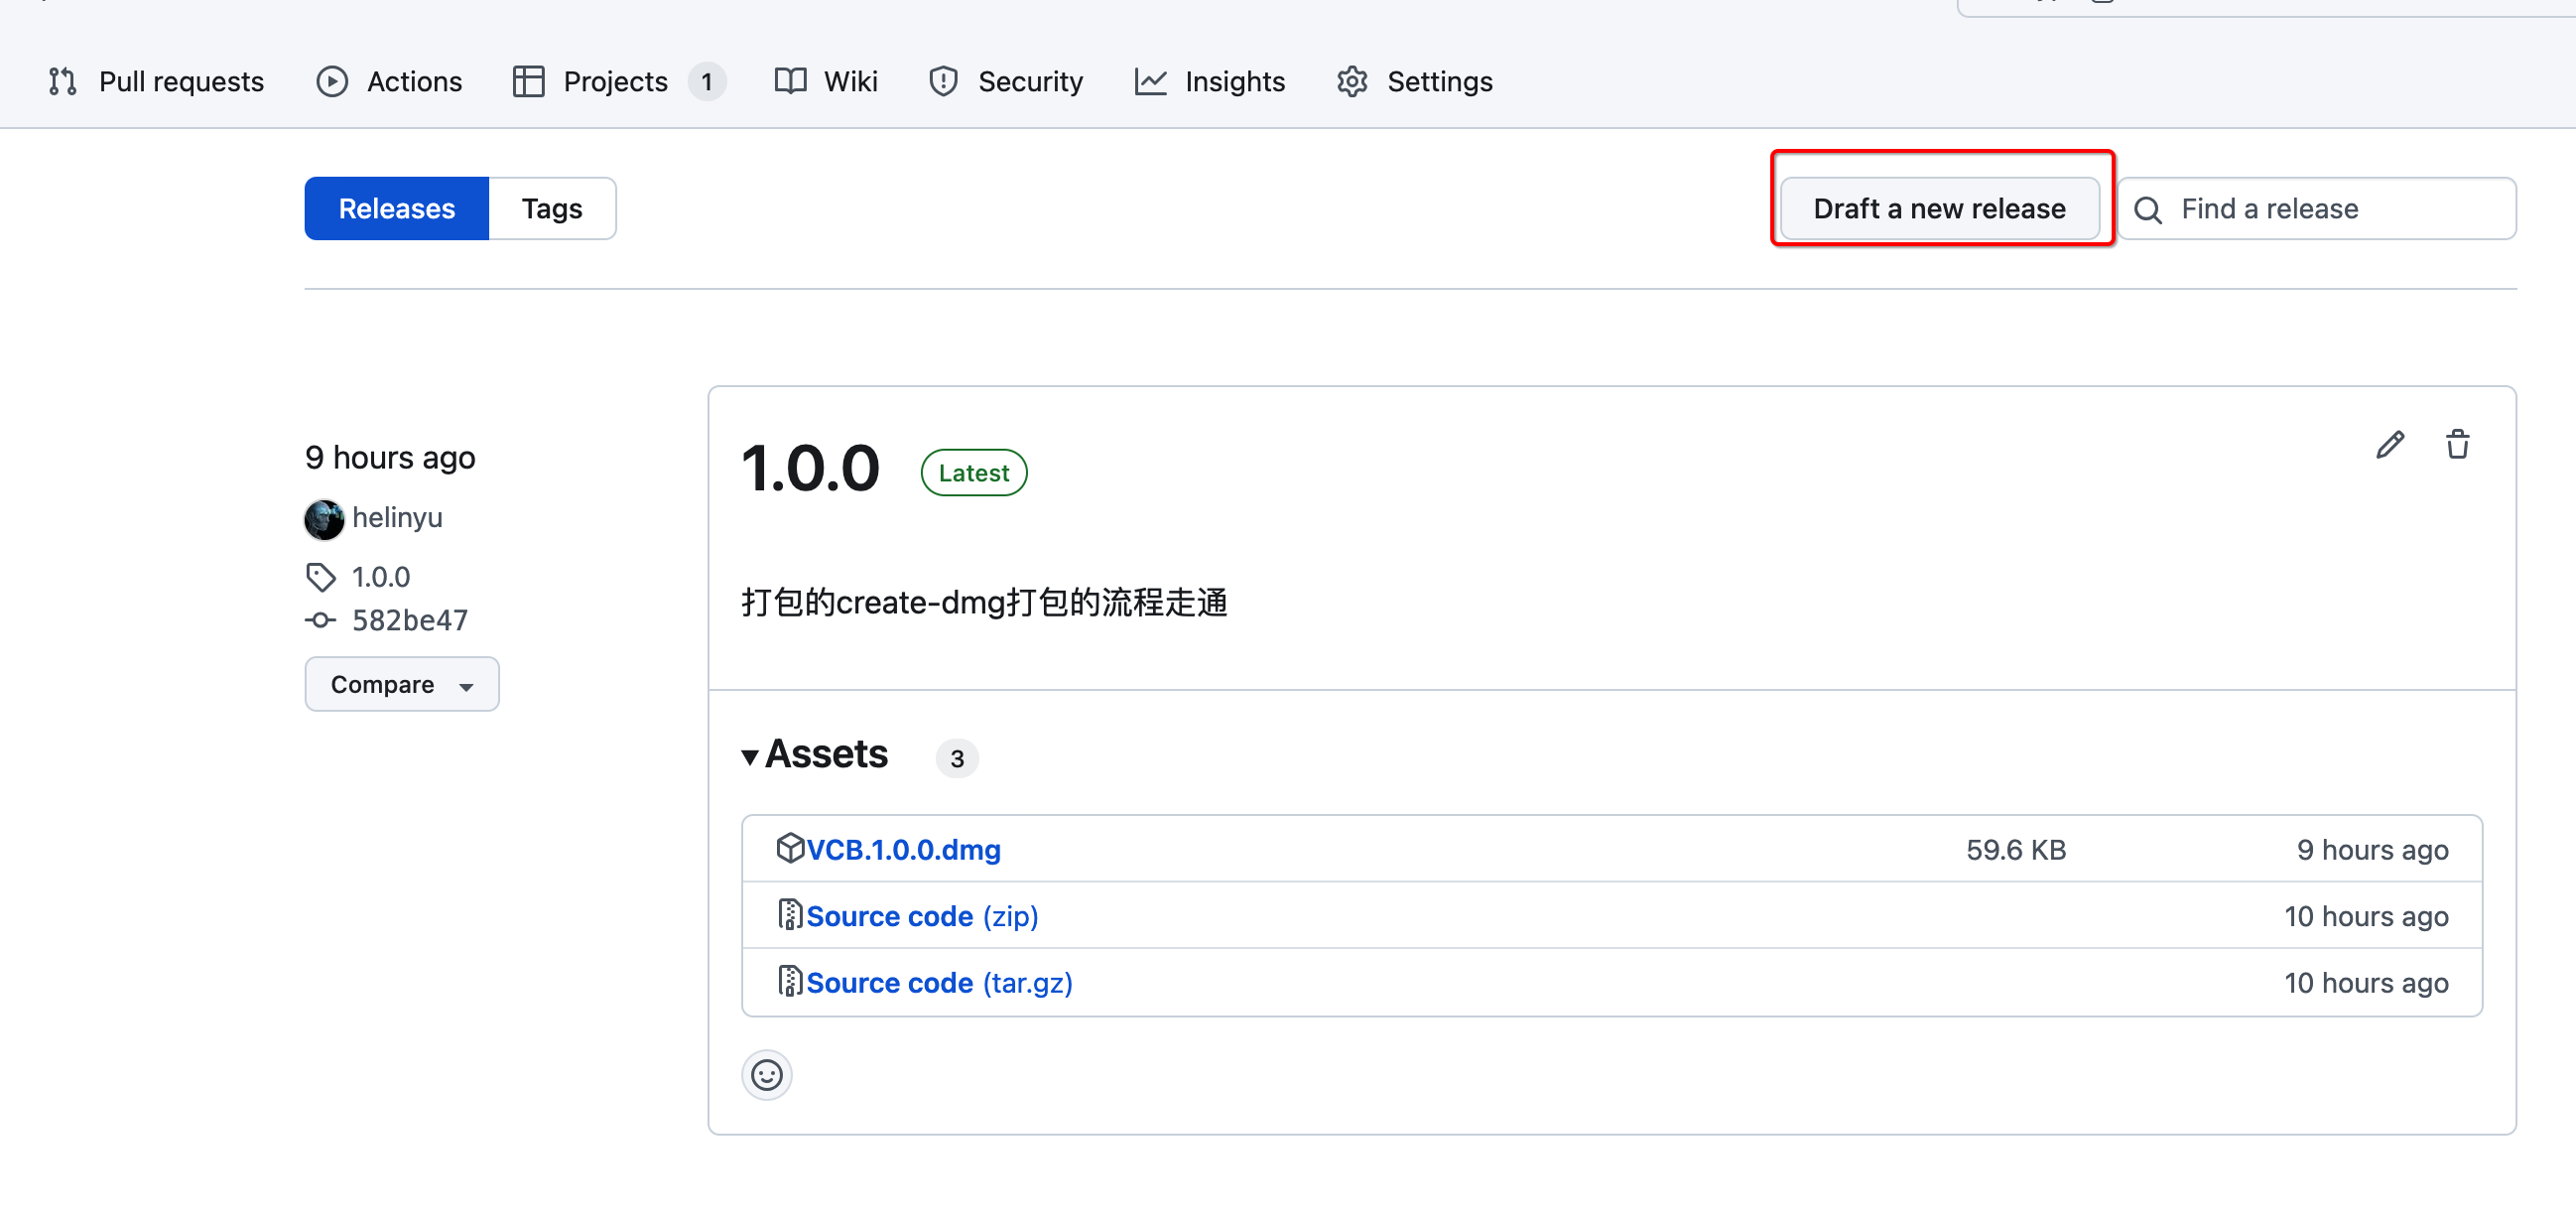 Pull requests Actions Projects 1 Wiki Security Insights Settings
Releases Tags Draft a new release Find a release
9 hours ago
helinyu
1.0.0
582be47
Compare
1.0.0 Latest
打包的create-dmg打包的流程走通
Assets 3
VCB.1.0.0.dmg 59.6 KB 9 hours ago
Source code (zip) 10 hours ago
Source code (tar.gz) 10 hours ago